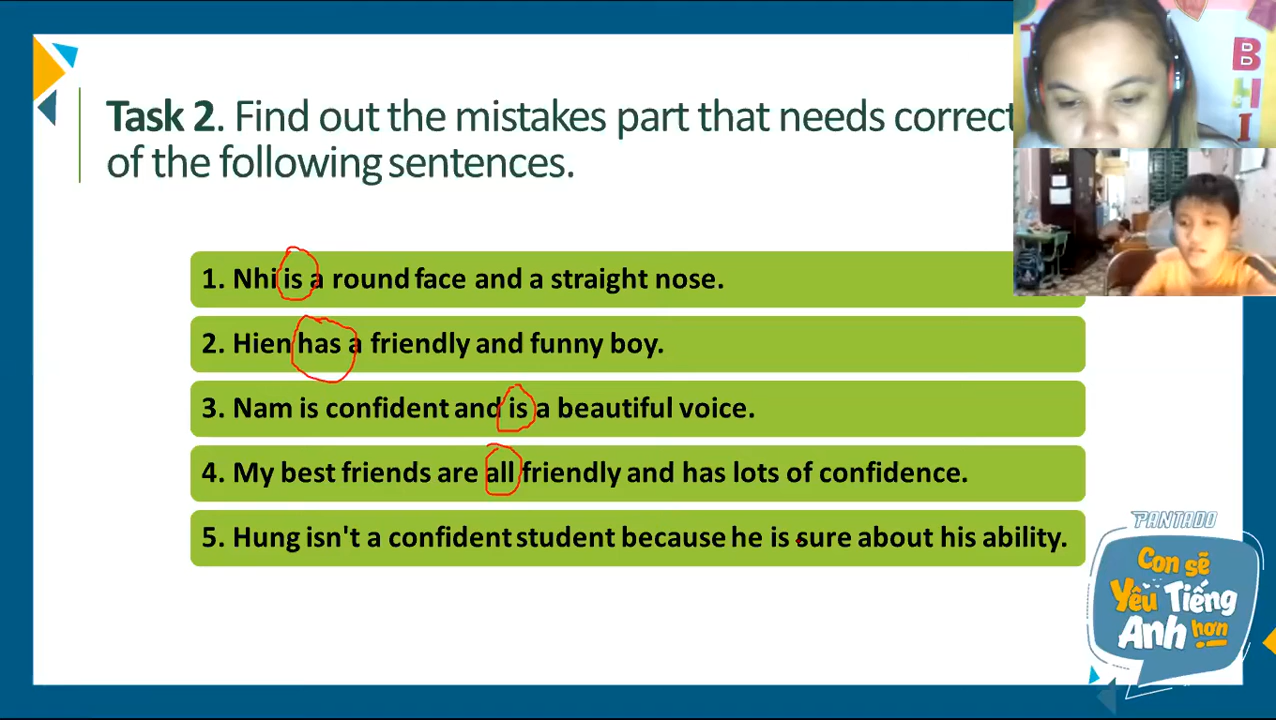 Task 2. Find out the mistakes part that needs correct
of the following sentences.
1. Nhi is a round face and a straight nose.
2. Hien has a friendly and funny boy.
3. Nam is confident and is a beautiful voice.
4. My best friends are all friendly and has lots of confidence.
5. Hung isn't a confident student because he is sure about his ability.
B
H
I
PANTADO
Con sẽ
Yêu Tiếng
Anh hơn